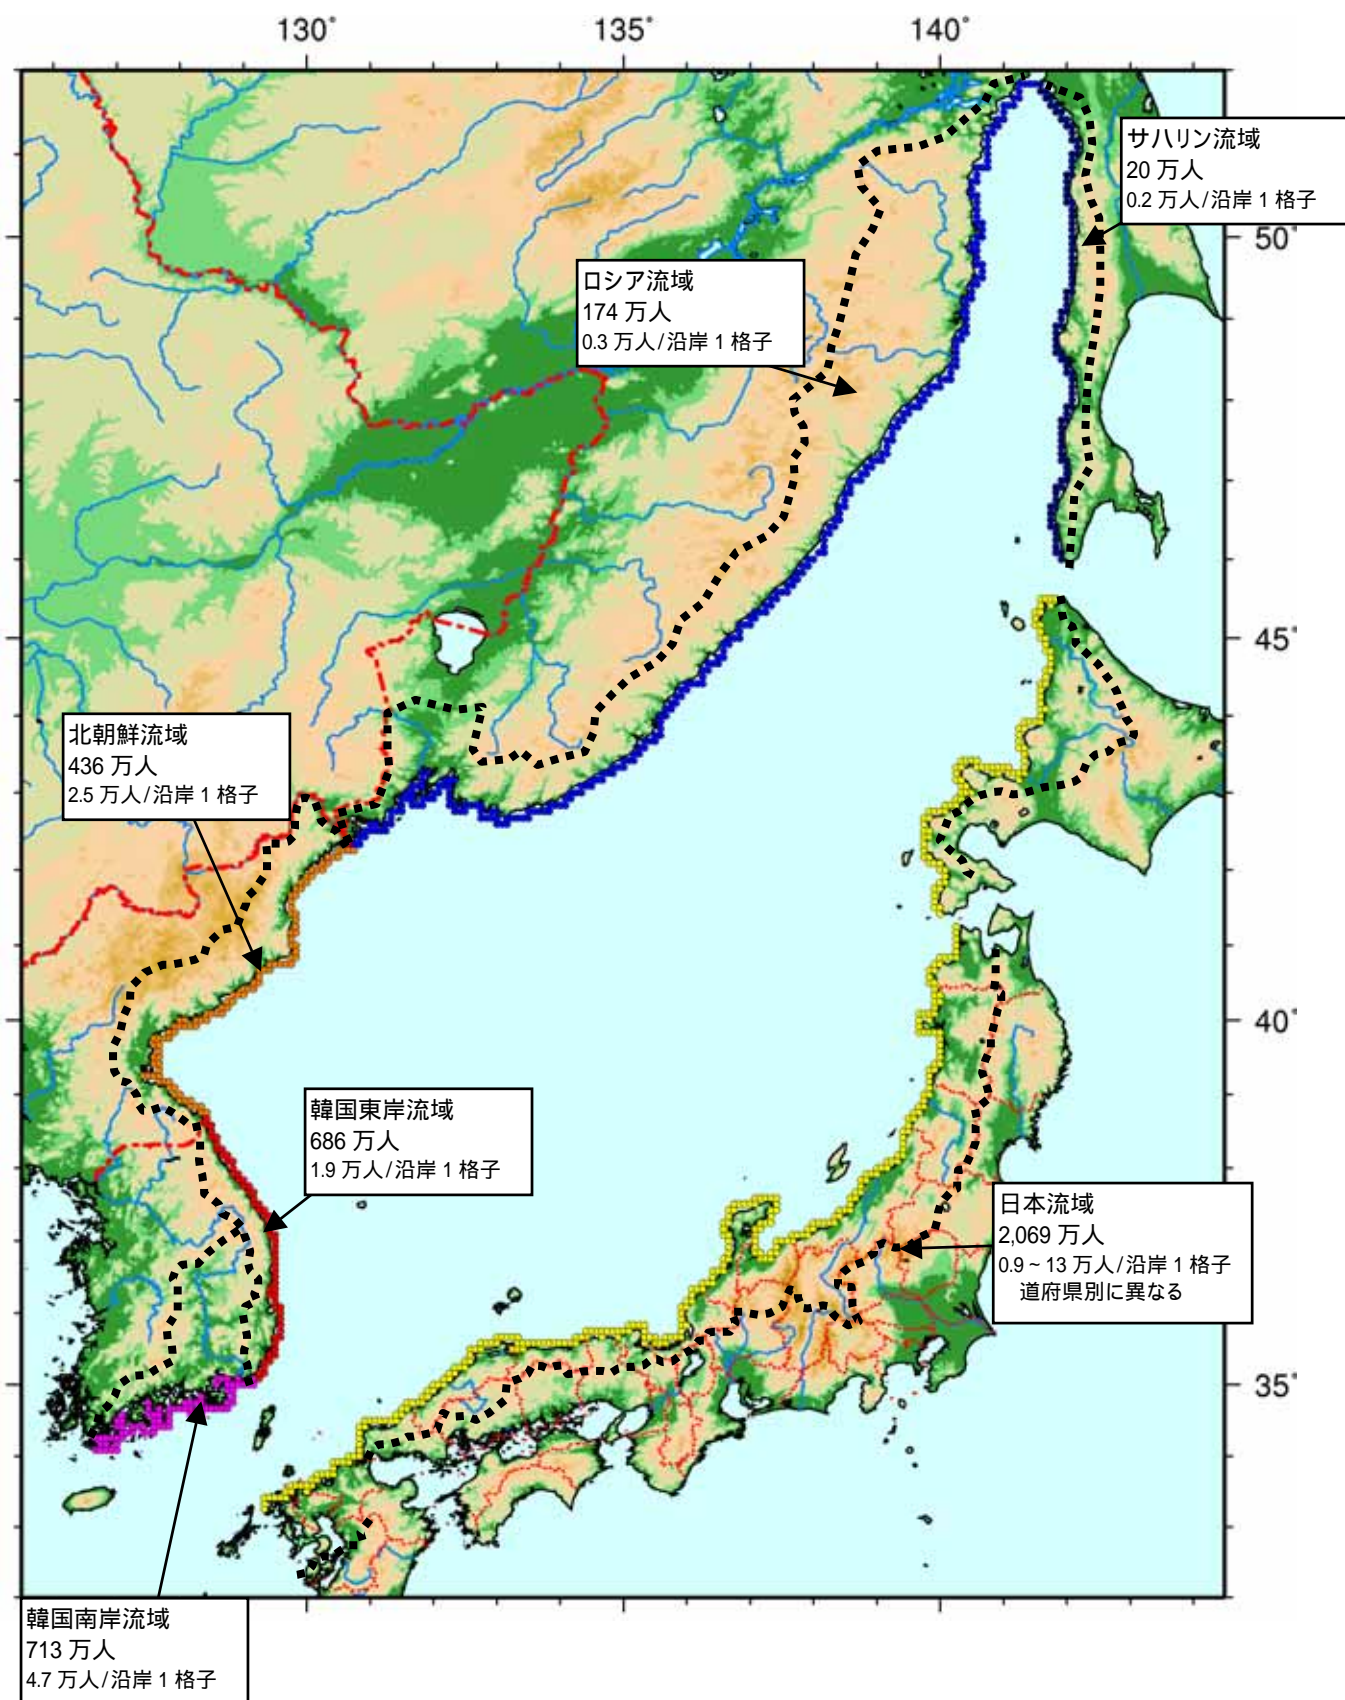 130°
135°
140°
サハリン流域
20 万人
0.2 万人/沿岸 1 格子
50°
ロシア流域
174 万人
0.3 万人/沿岸 1 格子
45°
北朝鮮流域
436 万人
2.5 万人/沿岸 1 格子
40°
韓国東岸流域
686 万人
1.9 万人/沿岸 1 格子
日本流域
2,069 万人
0.9~13 万人/沿岸 1 格子
道府県別に異なる
35°
韓国南岸流域
713 万人
4.7 万人/沿岸 1 格子